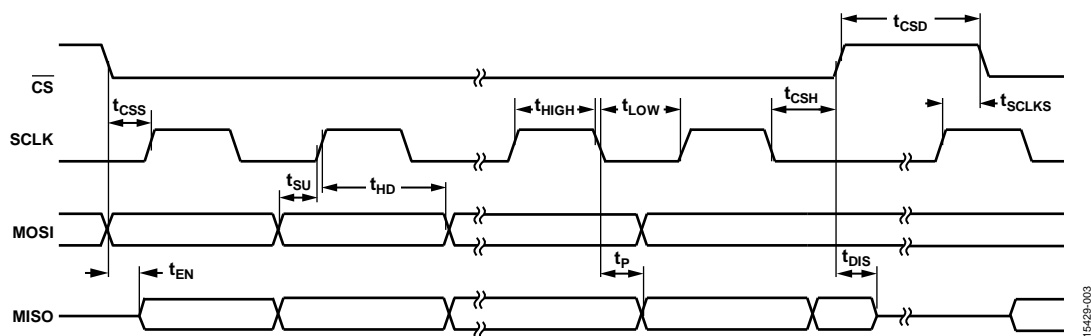 tCSD
CS
tCSS
tHIGH
tLOW
tCSH
tSCLKS
SCLK
tSU
tHD
MOSI
tEN
tP
tDIS
MISO
15429-003